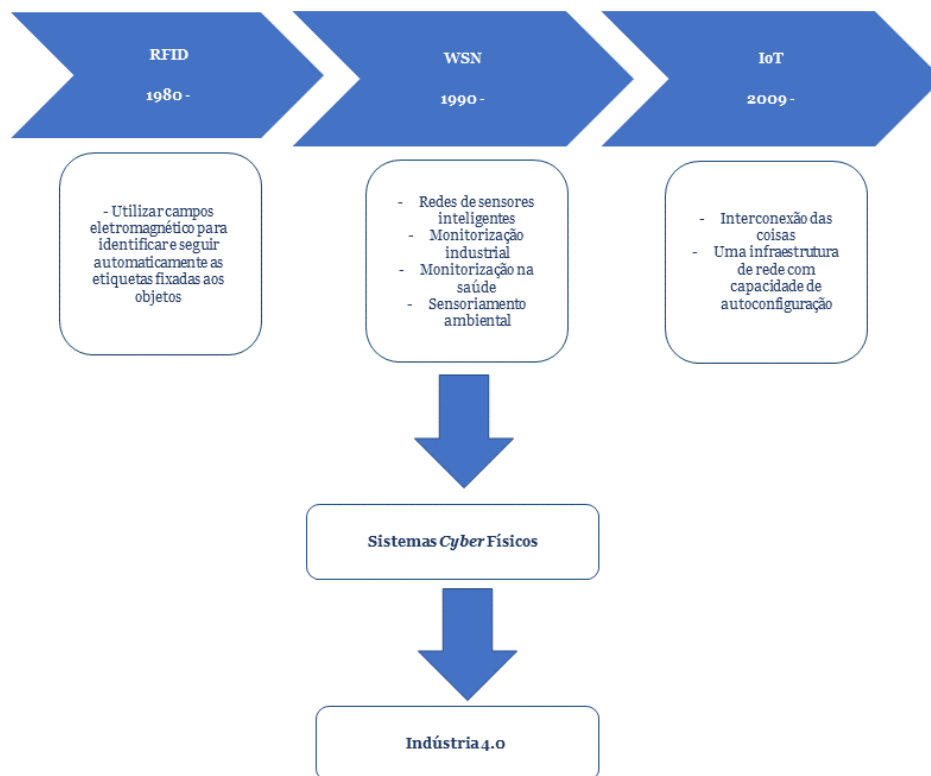 RFID
1980 -
WSN
1990 -
IoT
2009 -
- Utilizar campos
eletromagnético para
identificar e seguir
automaticamente as
etiquetas fixadas aos
objetos
- Redes de sensores
inteligentes
- Monitorização
industrial
- Monitorização na
saúde
- Sensoriamento
ambiental
- Interconexão das
coisas
- Uma infraestrutura
de rede com
capacidade de
autoconfiguração
Sistemas Cyber Físicos
Indústria 4.0